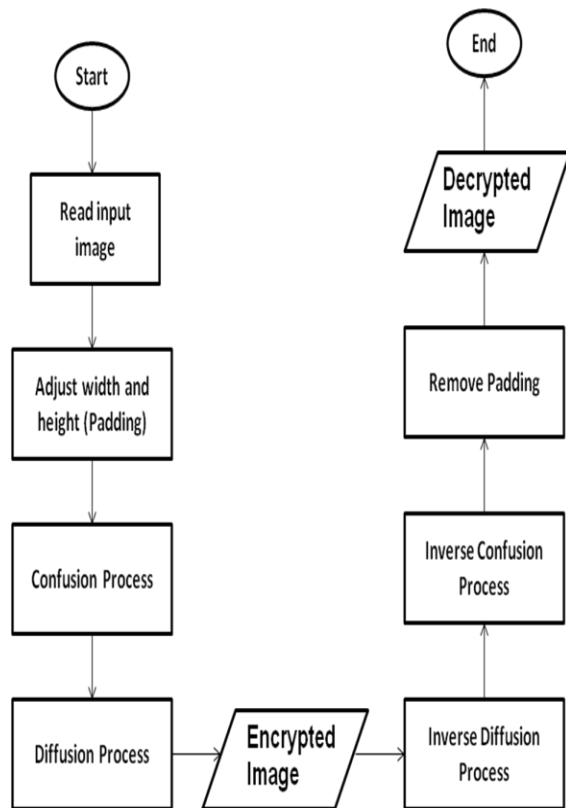 Start
Read input
image
Adjust width and
height (Padding)
Confusion Process
Diffusion Process
Encrypted
Image
Inverse Diffusion
Process
Inverse Confusion
Process
Remove Padding
Decrypted
Image
End